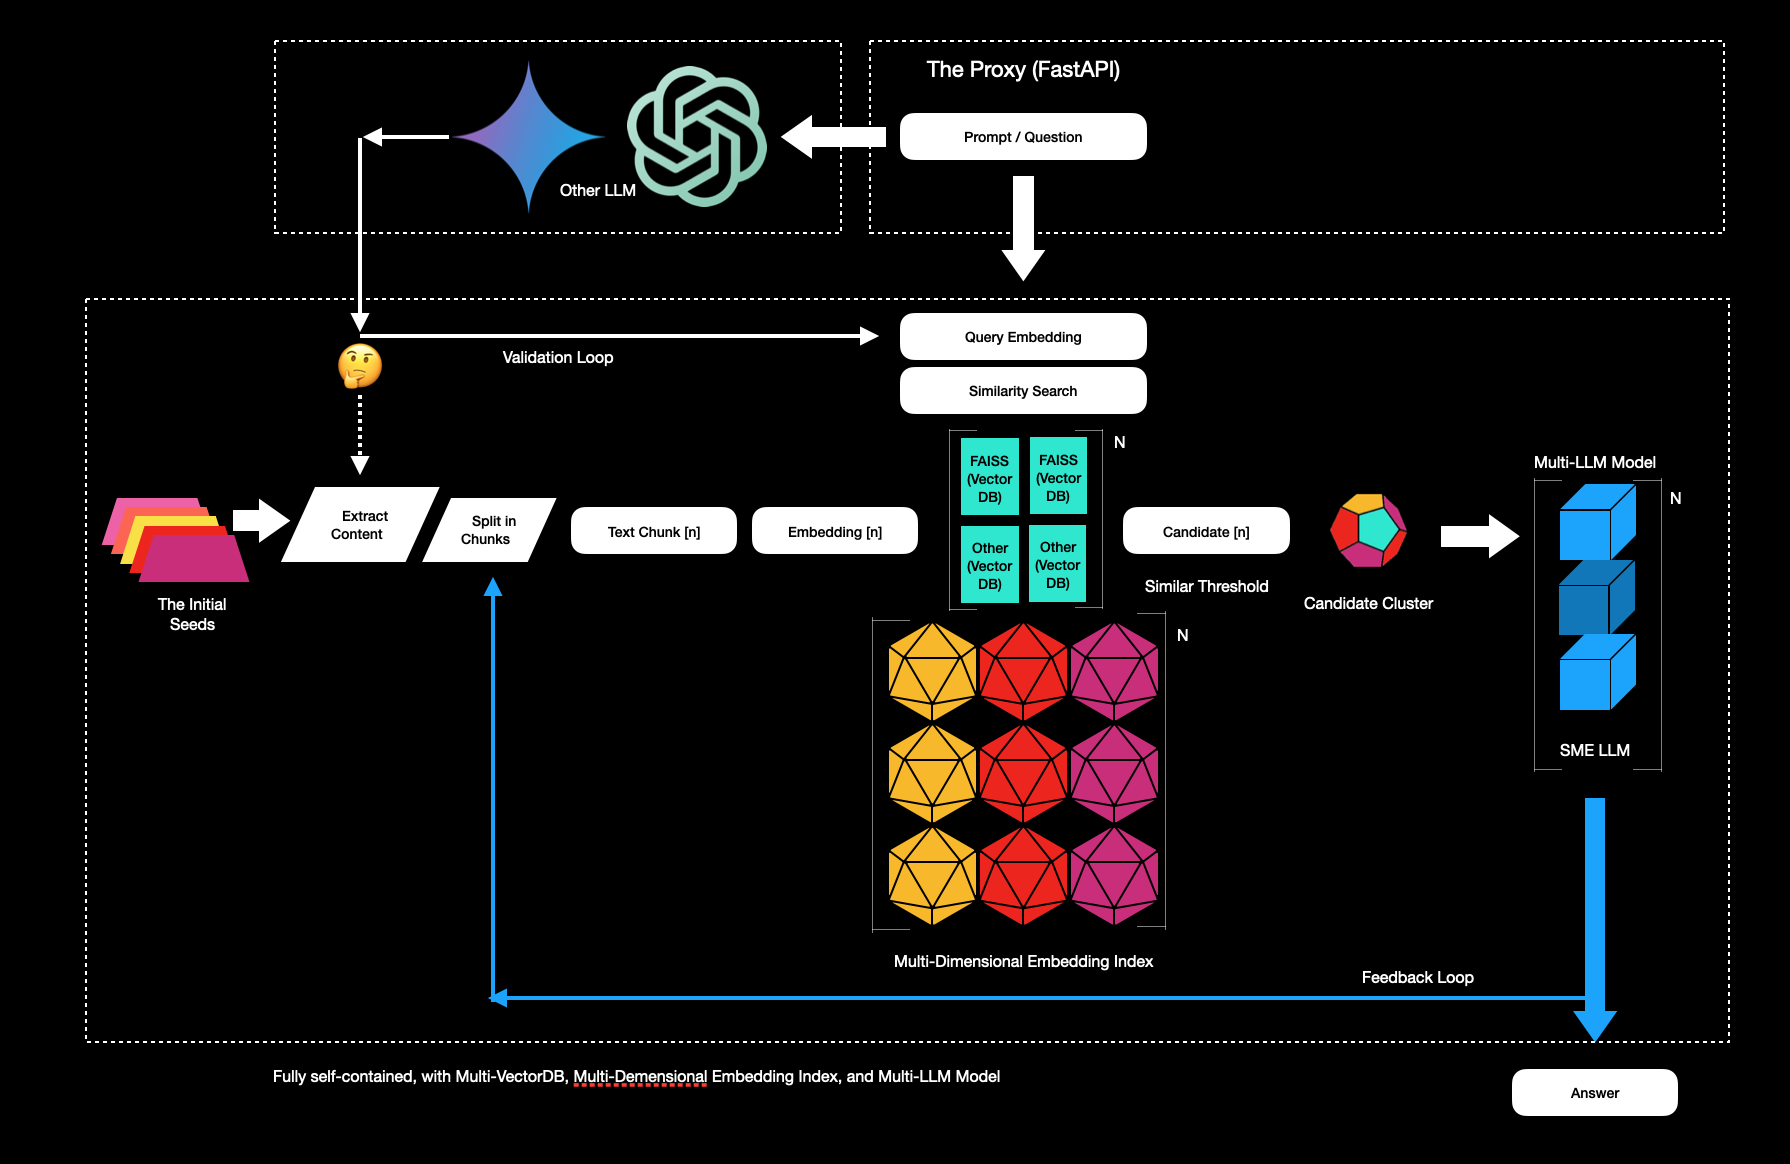 The Proxy (FastAPI)
Prompt / Question
Other LLM
Query Embedding
Validation Loop
Similarity Search
N
FAISS
(Vector
DB)
FAISS
(Vector
DB)
Other
(Vector
DB)
Other
(Vector
DB)
Multi-LLM Model
N
Extract
Content
Split in
Chunks
Text Chunk [n]
Embedding [n]
Candidate [n]
Similar Threshold
Candidate Cluster
The Initial
Seeds
N
SME LLM
Multi-Dimensional Embedding Index
Feedback Loop
Fully self-contained, with Multi-VectorDB, Multi-Demensional Embedding Index, and Multi-LLM Model
Answer